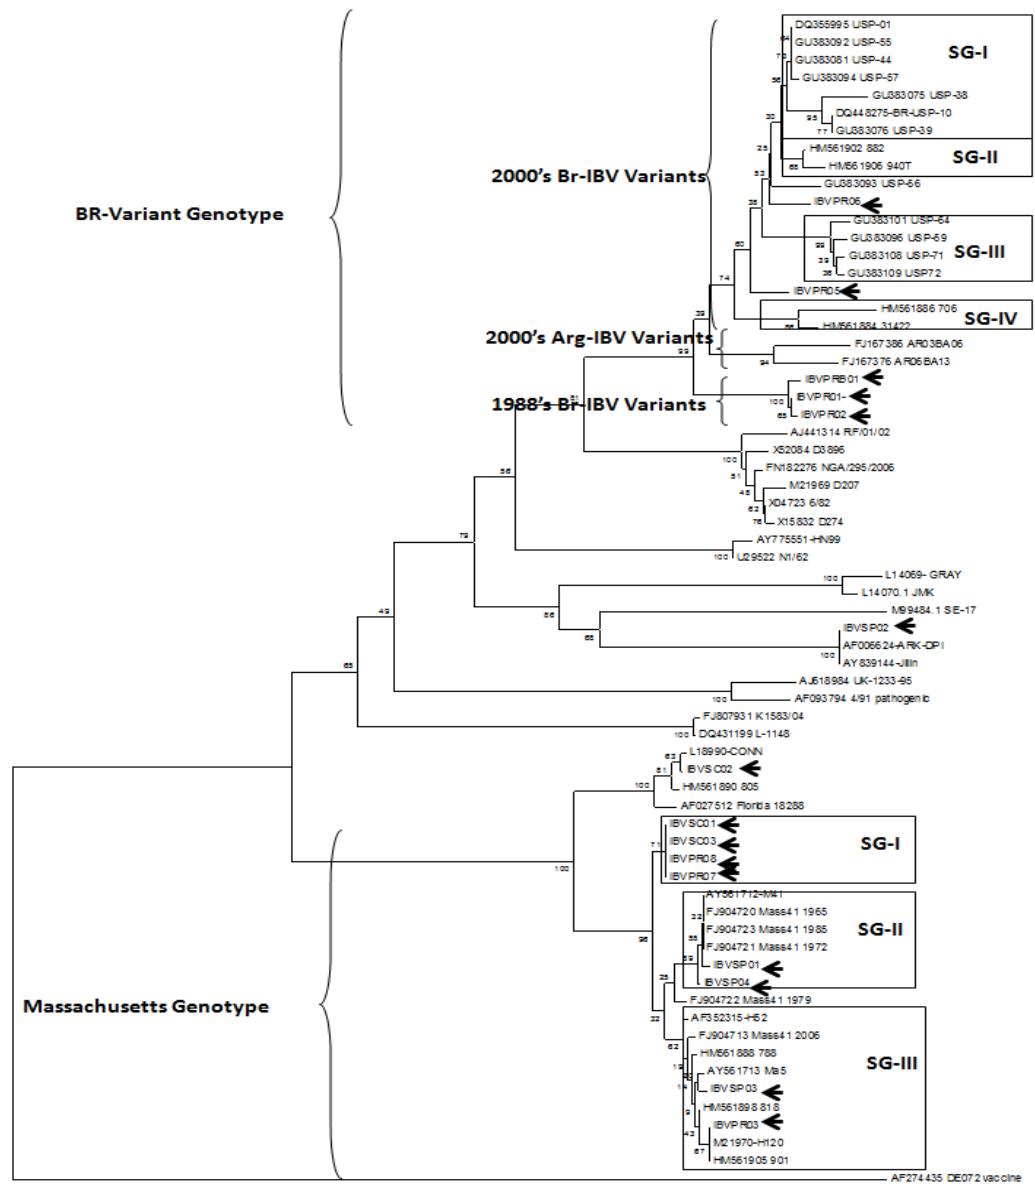 DQ355995 USP-01
GU383092 USP-55
SG-I
GU383081 USP-44
GU383094 USP-57
GU383075 USP-38
DQ448275-BR-USP-10
GU383076 USP-39
HM561902 882
SG-II
HM561906 940T
2000's Br-IBV Variants
GU383093 USP-56
IBVPR06
BR-Variant Genotype
GU383101 USP-64
GU383096 USP-69
SG-III
GU383108 USP-71
GU383109 USP72
IBVPR05
HM561886 706
SG-IV
HM561884 31422
2000's Arg-IBV Variants
FJ167386 AR03BA06
FJ167376 AR06BA13
IBVPRB01
1988's Br-IBV Variants
IBVPR01-
IBVPR02
AJ441314 RF/01/02
X52084 D3896
FN182276 NGA/295/2006
M21969 D207
X04723 6/82
X15832 D274
AY775551-HN99
U29522 N1/62
L14069- GRAY
L14070.1 JMK
M99484.1 SE-17
IBVSP02
AF006624-ARK-DPI
AY839144-Jilin
AJ618984 UK-1233-95
AF093794 4/91 pathogenic
FJ807931 K1583/04
DQ431199 L-1148
L18990-CONN
IBVSC02
HM561890 805
AF027512 Florida 18288
IBVSC01
IBVSC03
SG-I
IBVPR08
IBVPR07
AY561712-M41
FJ904720 Mass41 1965
FJ904723 Mass41 1985
SG-II
FJ904721 Mass41 1972
IBVSP01
IBVSP04
FJ904722 Mass41 1979
Massachusetts Genotype
AF352315-H52
FJ904713 Mass41 2006
HM561888 788
SG-III
AY561713 Ma5
IBVSP03
HM561898 818
IBVPR03
M21970-H120
HM561905 901
AF274435 DE072 vaccine